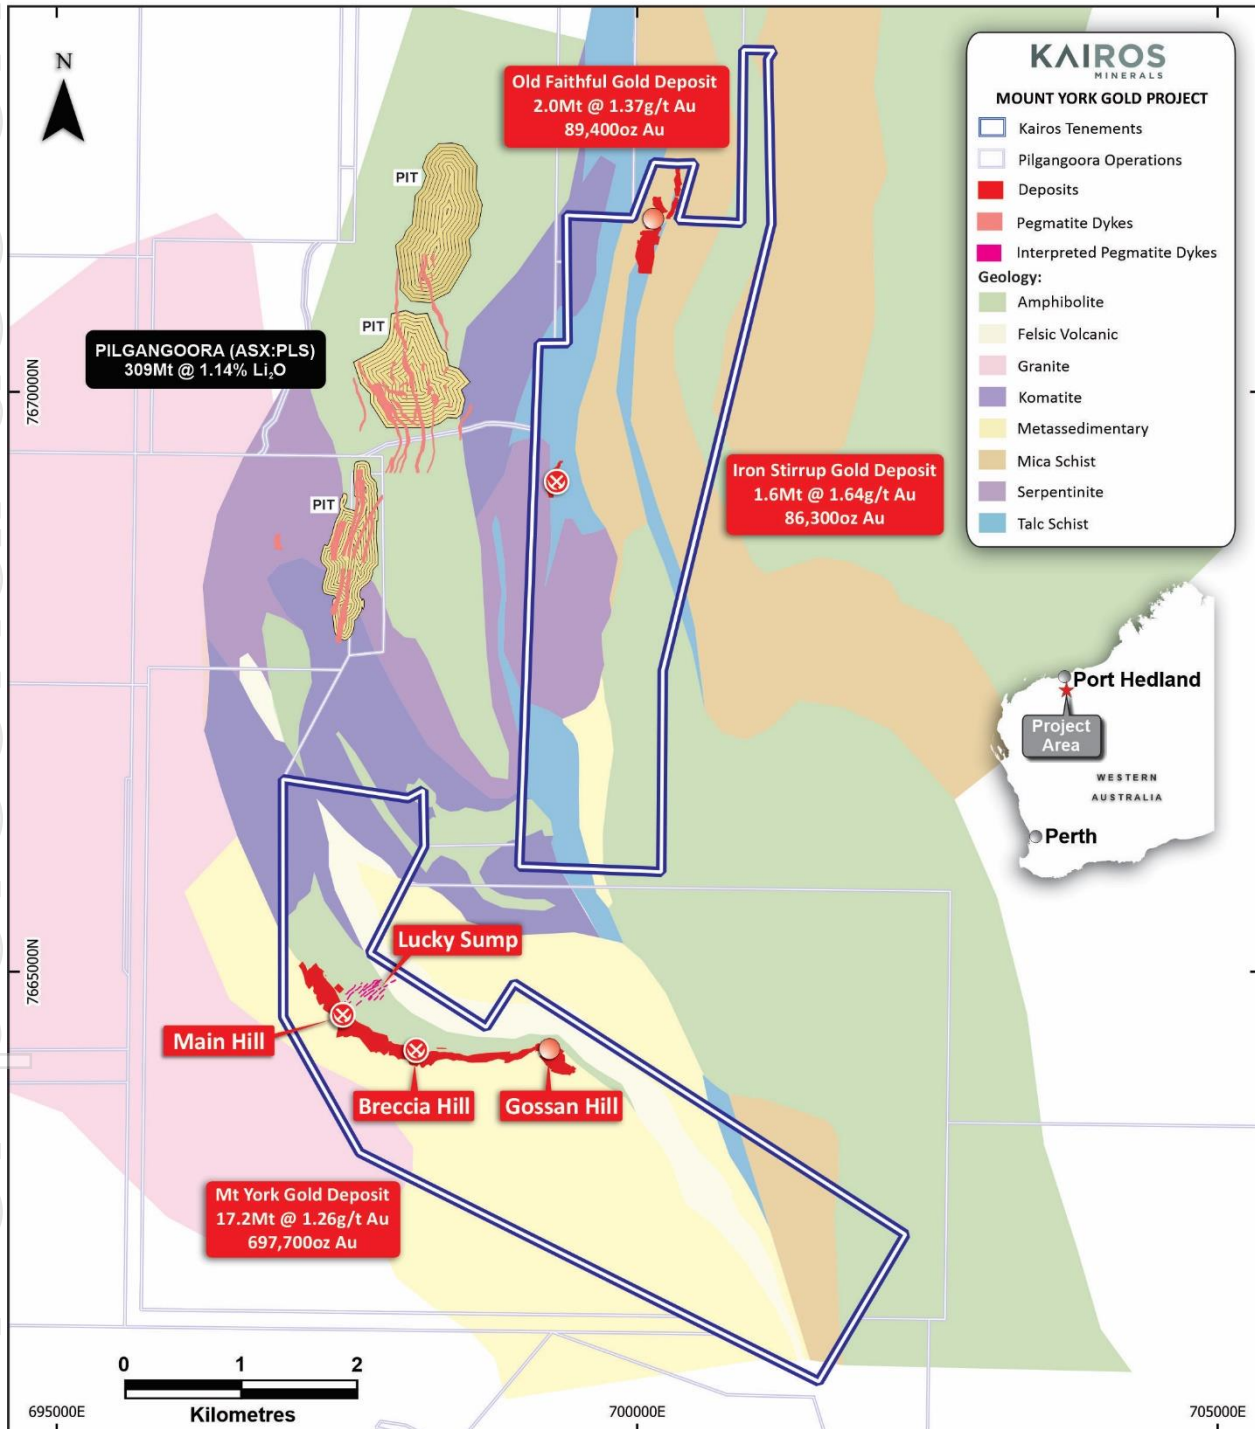 N
Old Faithful Gold Deposit
2.0Mt @ 1.37g/t Au
89,400oz Au
KAIROS
MINERALS
MOUNT YORK GOLD PROJECT
Kairos Tenements
Pilgangoora Operations
Deposits
Pegmatite Dykes
Interpreted Pegmatite Dykes
Geology:
Amphibolite
Felsic Volcanic
Granite
Komatite
Metassedimentary
Mica Schist
Serpentinite
Talc Schist
PIT
PIT
PILGANGOORA (ASX:PLS)
309Mt @ 1.14% Li₂O
7670000N
PIT
Iron Stirrup Gold Deposit
1.6Mt @ 1.64g/t Au
86,300oz Au
Port Hedland
Project
Area
WESTERN
AUSTRALIA
Perth
Lucky Sump
7665000N
Main Hill
Breccia Hill
Gossan Hill
Mt York Gold Deposit
17.2Mt @ 1.26g/t Au
697,700oz Au
0 1 2
Kilometres
695000E
700000E
705000E